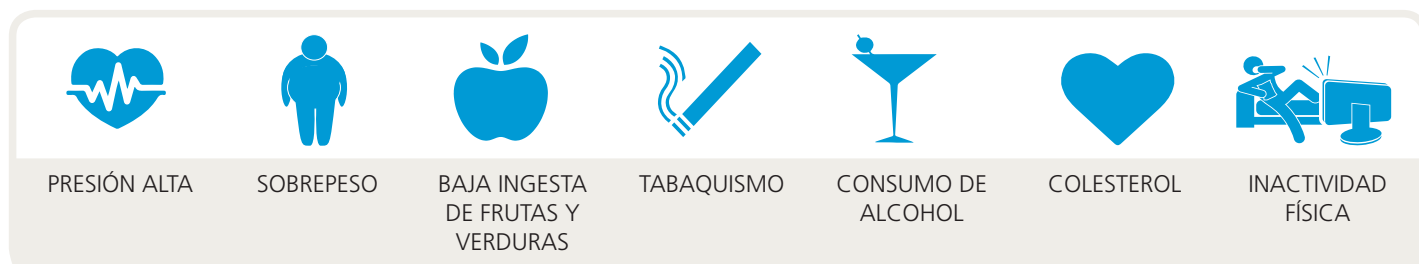 PRESIÓN ALTA
SOBREPESO
BAJA INGESTA
DE FRUTAS Y
VERDURAS
TABAQUISMO
CONSUMO DE
ALCOHOL
COLESTEROL
INACTIVIDAD
FÍSICA